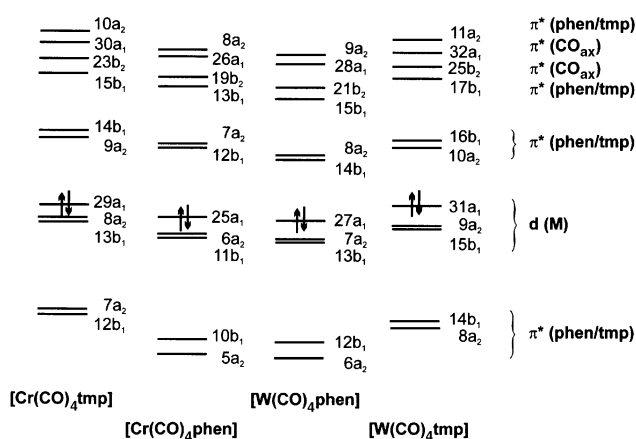 10a₂ 8a₂ 9a₂ 11a₂ π* (phen/tmp)
30a₁ 26a₁ 28a₁ 32a₁ π* (CO_ax)
23b₂ 19b₂ 21b₂ 25b₂ π* (CO_ax)
15b₁ 13b₁ 15b₁ 17b₁ π* (phen/tmp)
14b₁ 7a₂ 8a₂ 16b₁ } π* (phen/tmp)
9a₂ 12b₁ 14b₁ 10a₂
29a₁ 25a₁ 27a₁ 31a₁
8a₂ 6a₂ 7a₂ 9a₂ } d (M)
13b₁ 11b₁ 13b₁ 15b₁
7a₂ 10b₁ 12b₁ 14b₁
12b₁ 5a₂ 6a₂ 8a₂ } π* (phen/tmp)
[Cr(CO)₄tmp] [W(CO)₄phen]
[Cr(CO)₄phen] [W(CO)₄tmp]